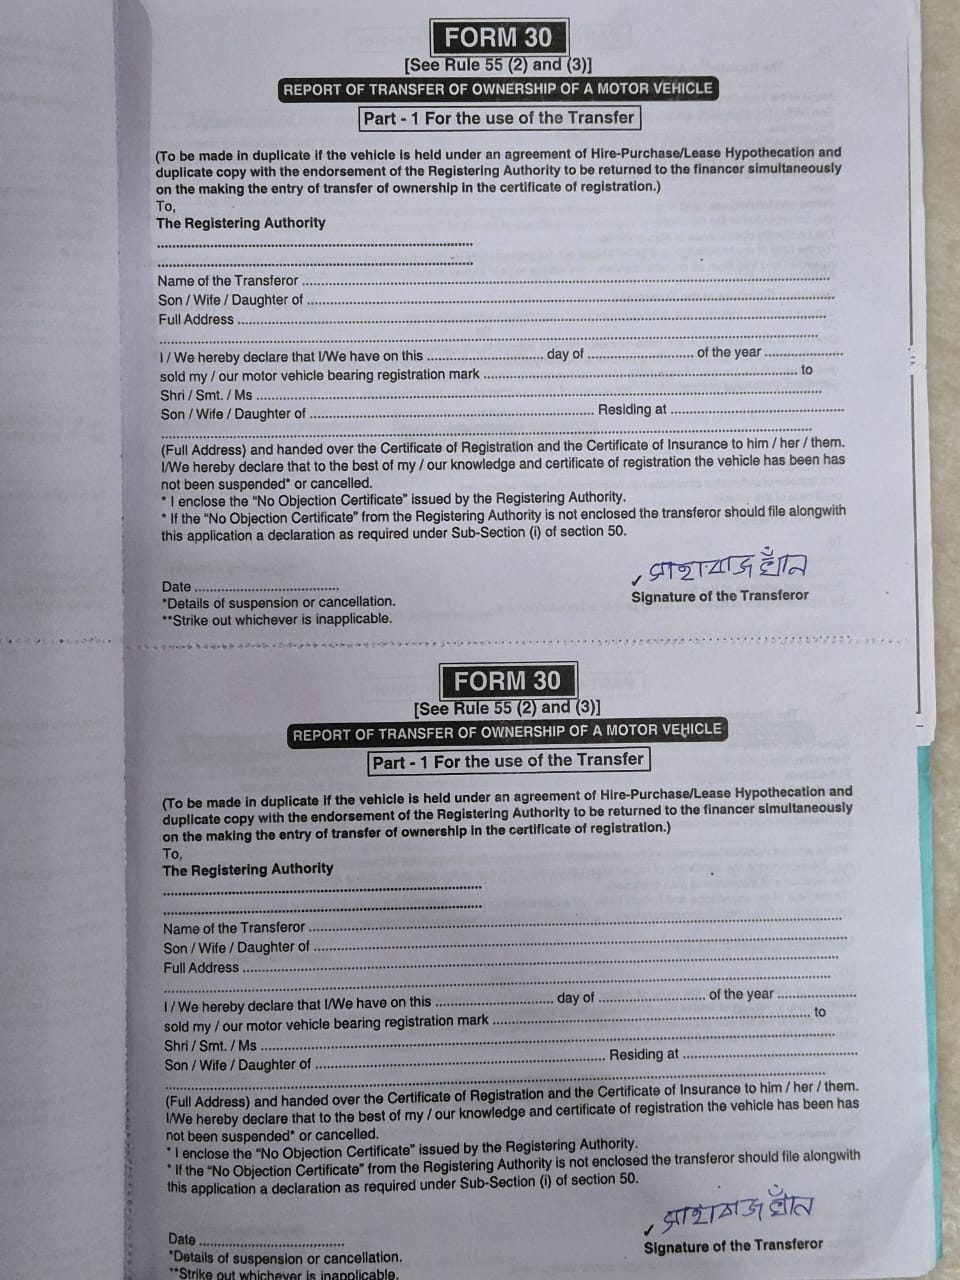 FORM 30
[See Rule 55 (2) and (3)]
REPORT OF TRANSFER OF OWNERSHIP OF A MOTOR VEHICLE
Part - 1 For the use of the Transfer
(To be made in duplicate if the vehicle is held under an agreement of Hire-Purchase/Lease Hypothecation and
duplicate copy with the endorsement of the Registering Authority to be returned to the financer simultaneously
on the making the entry of transfer of ownership in the certificate of registration.)
To,
The Registering Authority
Name of the Transferor
Son / Wife / Daughter of
Full Address
I / We hereby declare that I/We have on this ........ day of ........ of the year ........
sold my / our motor vehicle bearing registration mark ........ to
Shri / Smt. / Ms
Son / Wife / Daughter of ........ Residing at ........
(Full Address) and handed over the Certificate of Registration and the Certificate of Insurance to him / her / them.
I/We hereby declare that to the best of my / our knowledge and certificate of registration the vehicle has been has
not been suspended* or cancelled.
* I enclose the “No Objection Certificate” issued by the Registering Authority.
* If the “No Objection Certificate” from the Registering Authority is not enclosed the transferor should file alongwith
this application a declaration as required under Sub-Section (i) of section 50.
সাহাবাজ খাঁন
Date ........
Signature of the Transferor
*Details of suspension or cancellation.
**Strike out whichever is inapplicable.
FORM 30
[See Rule 55 (2) and (3)]
REPORT OF TRANSFER OF OWNERSHIP OF A MOTOR VEHICLE
Part - 1 For the use of the Transfer
(To be made in duplicate if the vehicle is held under an agreement of Hire-Purchase/Lease Hypothecation and
duplicate copy with the endorsement of the Registering Authority to be returned to the financer simultaneously
on the making the entry of transfer of ownership in the certificate of registration.)
To,
The Registering Authority
Name of the Transferor
Son / Wife / Daughter of
Full Address
I / We hereby declare that I/We have on this ........ day of ........ of the year ........
sold my / our motor vehicle bearing registration mark ........ to
Shri / Smt. / Ms
Son / Wife / Daughter of ........ Residing at ........
(Full Address) and handed over the Certificate of Registration and the Certificate of Insurance to him / her / them.
I/We hereby declare that to the best of my / our knowledge and certificate of registration the vehicle has been has
not been suspended* or cancelled.
* I enclose the “No Objection Certificate” issued by the Registering Authority.
* If the “No Objection Certificate” from the Registering Authority is not enclosed the transferor should file alongwith
this application a declaration as required under Sub-Section (i) of section 50.
সাহাবাজ খাঁন
Date ........
Signature of the Transferor
*Details of suspension or cancellation.
**Strike out whichever is inapplicable.